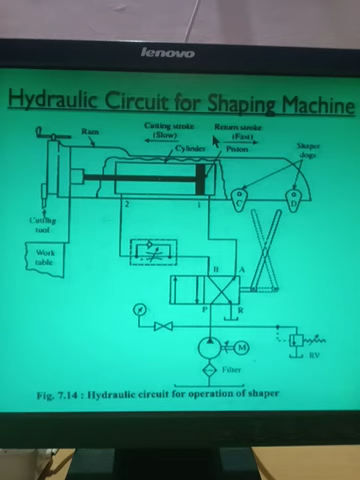 lenovo
Hydraulic Circuit for Shaping Machine
Cutting stroke
(Slow)
Return stroke
(Fast)
Ram
Cylinder
Piston
Shaper
dogs
2
1
C
D
Cutting
tool
Work
table
B
A
P
R
M
RV
Filter
Fig. 7.14 : Hydraulic circuit for operation of shaper